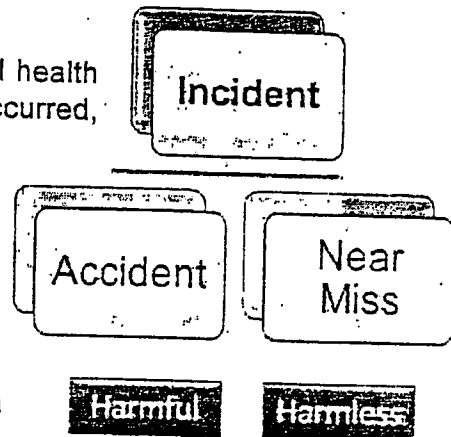 health
ccurred,
Incident
Accident
Near
Miss
Harmful
Harmless